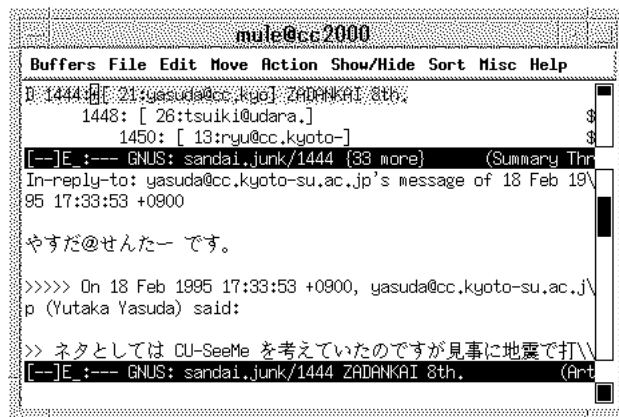 mule@cc2000
Buffers File Edit Move Action Show/Hide Sort Misc Help
D 1444:A[ 21:yasuda@cc.kyo] ZADANKAI 8th.
1448: [ 26:tsuiki@udara.] $
1450: [ 13:ryu@cc.kyoto-] $
[--]E_:--- GNUS: sandai.junk/1444 {33 more} (Summary Thr
In-reply-to: yasuda@cc.kyoto-su.ac.jp's message of 18 Feb 19\
95 17:33:53 +0900
やすだ@せんたー です。
>>>>> On 18 Feb 1995 17:33:53 +0900, yasuda@cc.kyoto-su.ac.j\
p (Yutaka Yasuda) said:
>> ネタとしては CU-SeeMe を考えていたのですが見事に地震で打\\
[--]E_:--- GNUS: sandai.junk/1444 ZADANKAI 8th. (Art